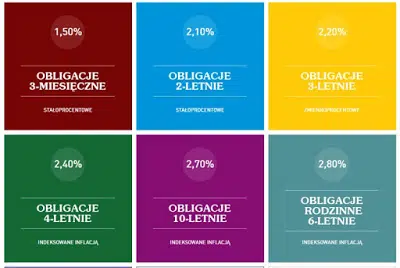 1,50%
OBLIGACJE
3-MIESIĘCZNE
STAŁOPROCENTOWE
2,10%
OBLIGACJE
2-LETNIE
STAŁOPROCENTOWE
2,20%
OBLIGACJE
3-LETNIE
ZMIENNOPROCENTOWY
2,40%
OBLIGACJE
4-LETNIE
INDEKSOWANE INFLACJĄ
2,70%
OBLIGACJE
10-LETNIE
INDEKSOWANE INFLACJĄ
2,80%
OBLIGACJE
RODZINNE
6-LETNIE
INDEKSOWANE INFLACJĄ